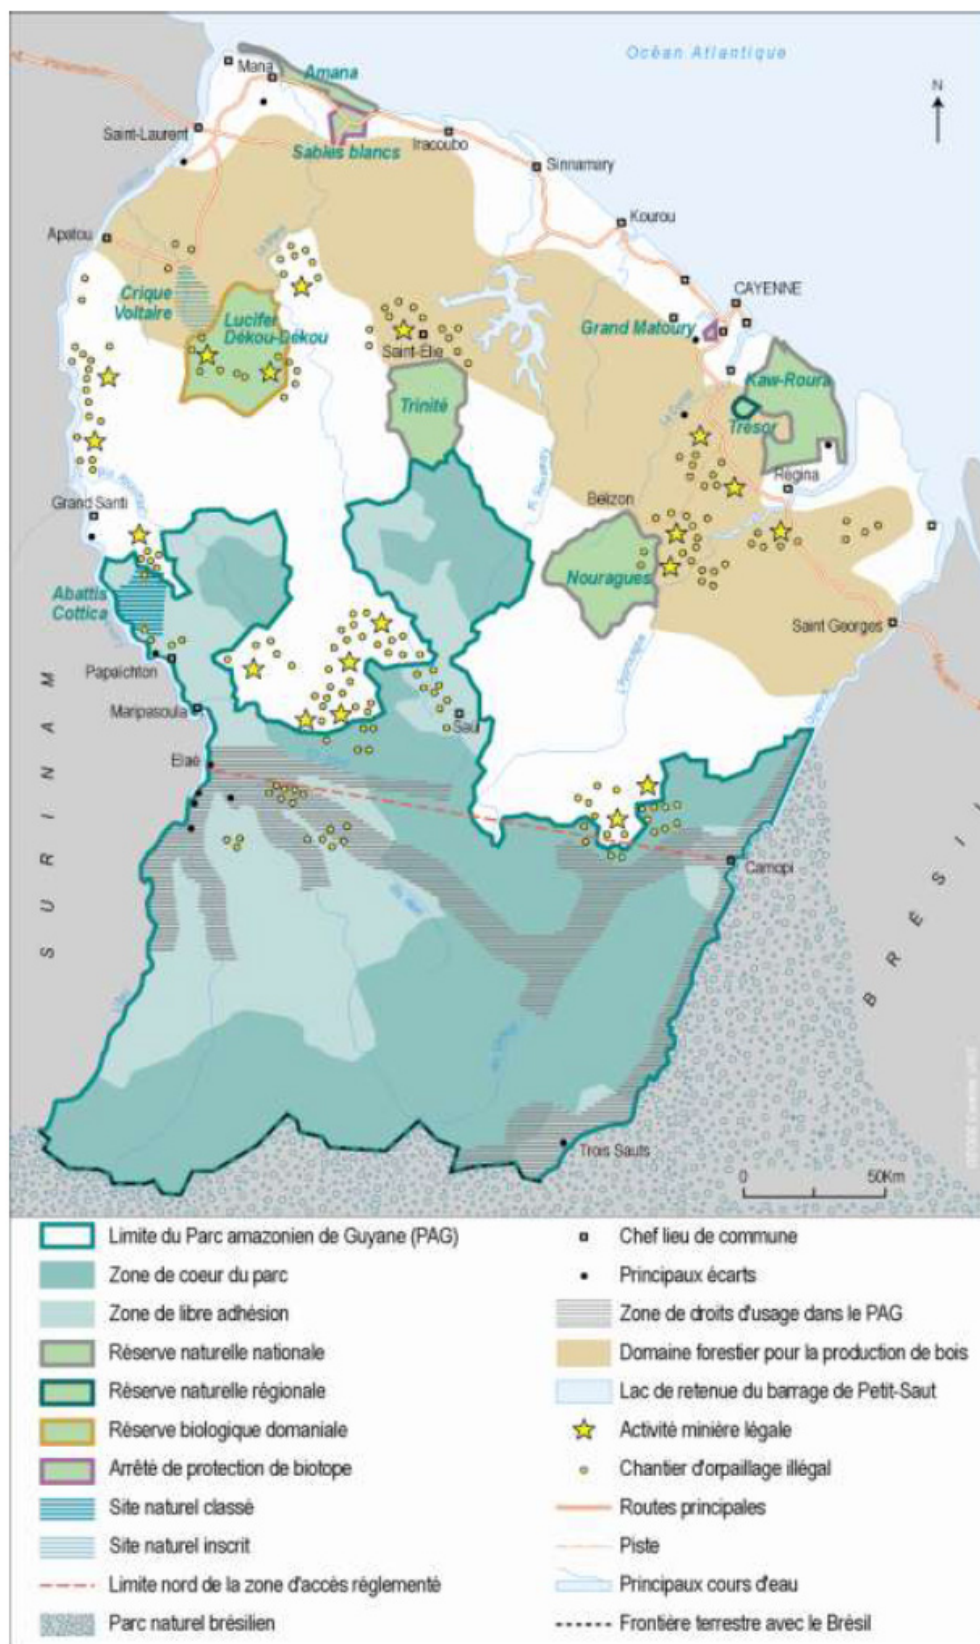 Océan Atlantique
N
Mana
Amana
Saint-Laurent
Sables blancs
Iracoubo
Sinnamary
Kourou
Apatou
CAYENNE
Crique
Voltaire
Lucifer
Dékou-Dékou
Grand Matoury
Saint-Élie
Kaw-Roura
Trinité
Trésor
Régina
Grand Santi
Belizon
Nouragues
Abattis
Cottica
Saint Georges
Papaïchton
Maripasoula
Saül
Elaé
SURINAM
Camopi
BRÉSIL
Trois Sauts
0 50Km
Limite du Parc amazonien de Guyane (PAG)
Zone de coeur du parc
Zone de libre adhésion
Réserve naturelle nationale
Réserve naturelle régionale
Réserve biologique domaniale
Arrêté de protection de biotope
Site naturel classé
Site naturel inscrit
Limite nord de la zone d'accès réglementé
Parc naturel brésilien
Chef lieu de commune
Principaux écarts
Zone de droits d'usage dans le PAG
Domaine forestier pour la production de bois
Lac de retenue du barrage de Petit-Saut
Activité minière légale
Chantier d'orpaillage illégal
Routes principales
Piste
Principaux cours d'eau
Frontière terrestre avec le Brésil